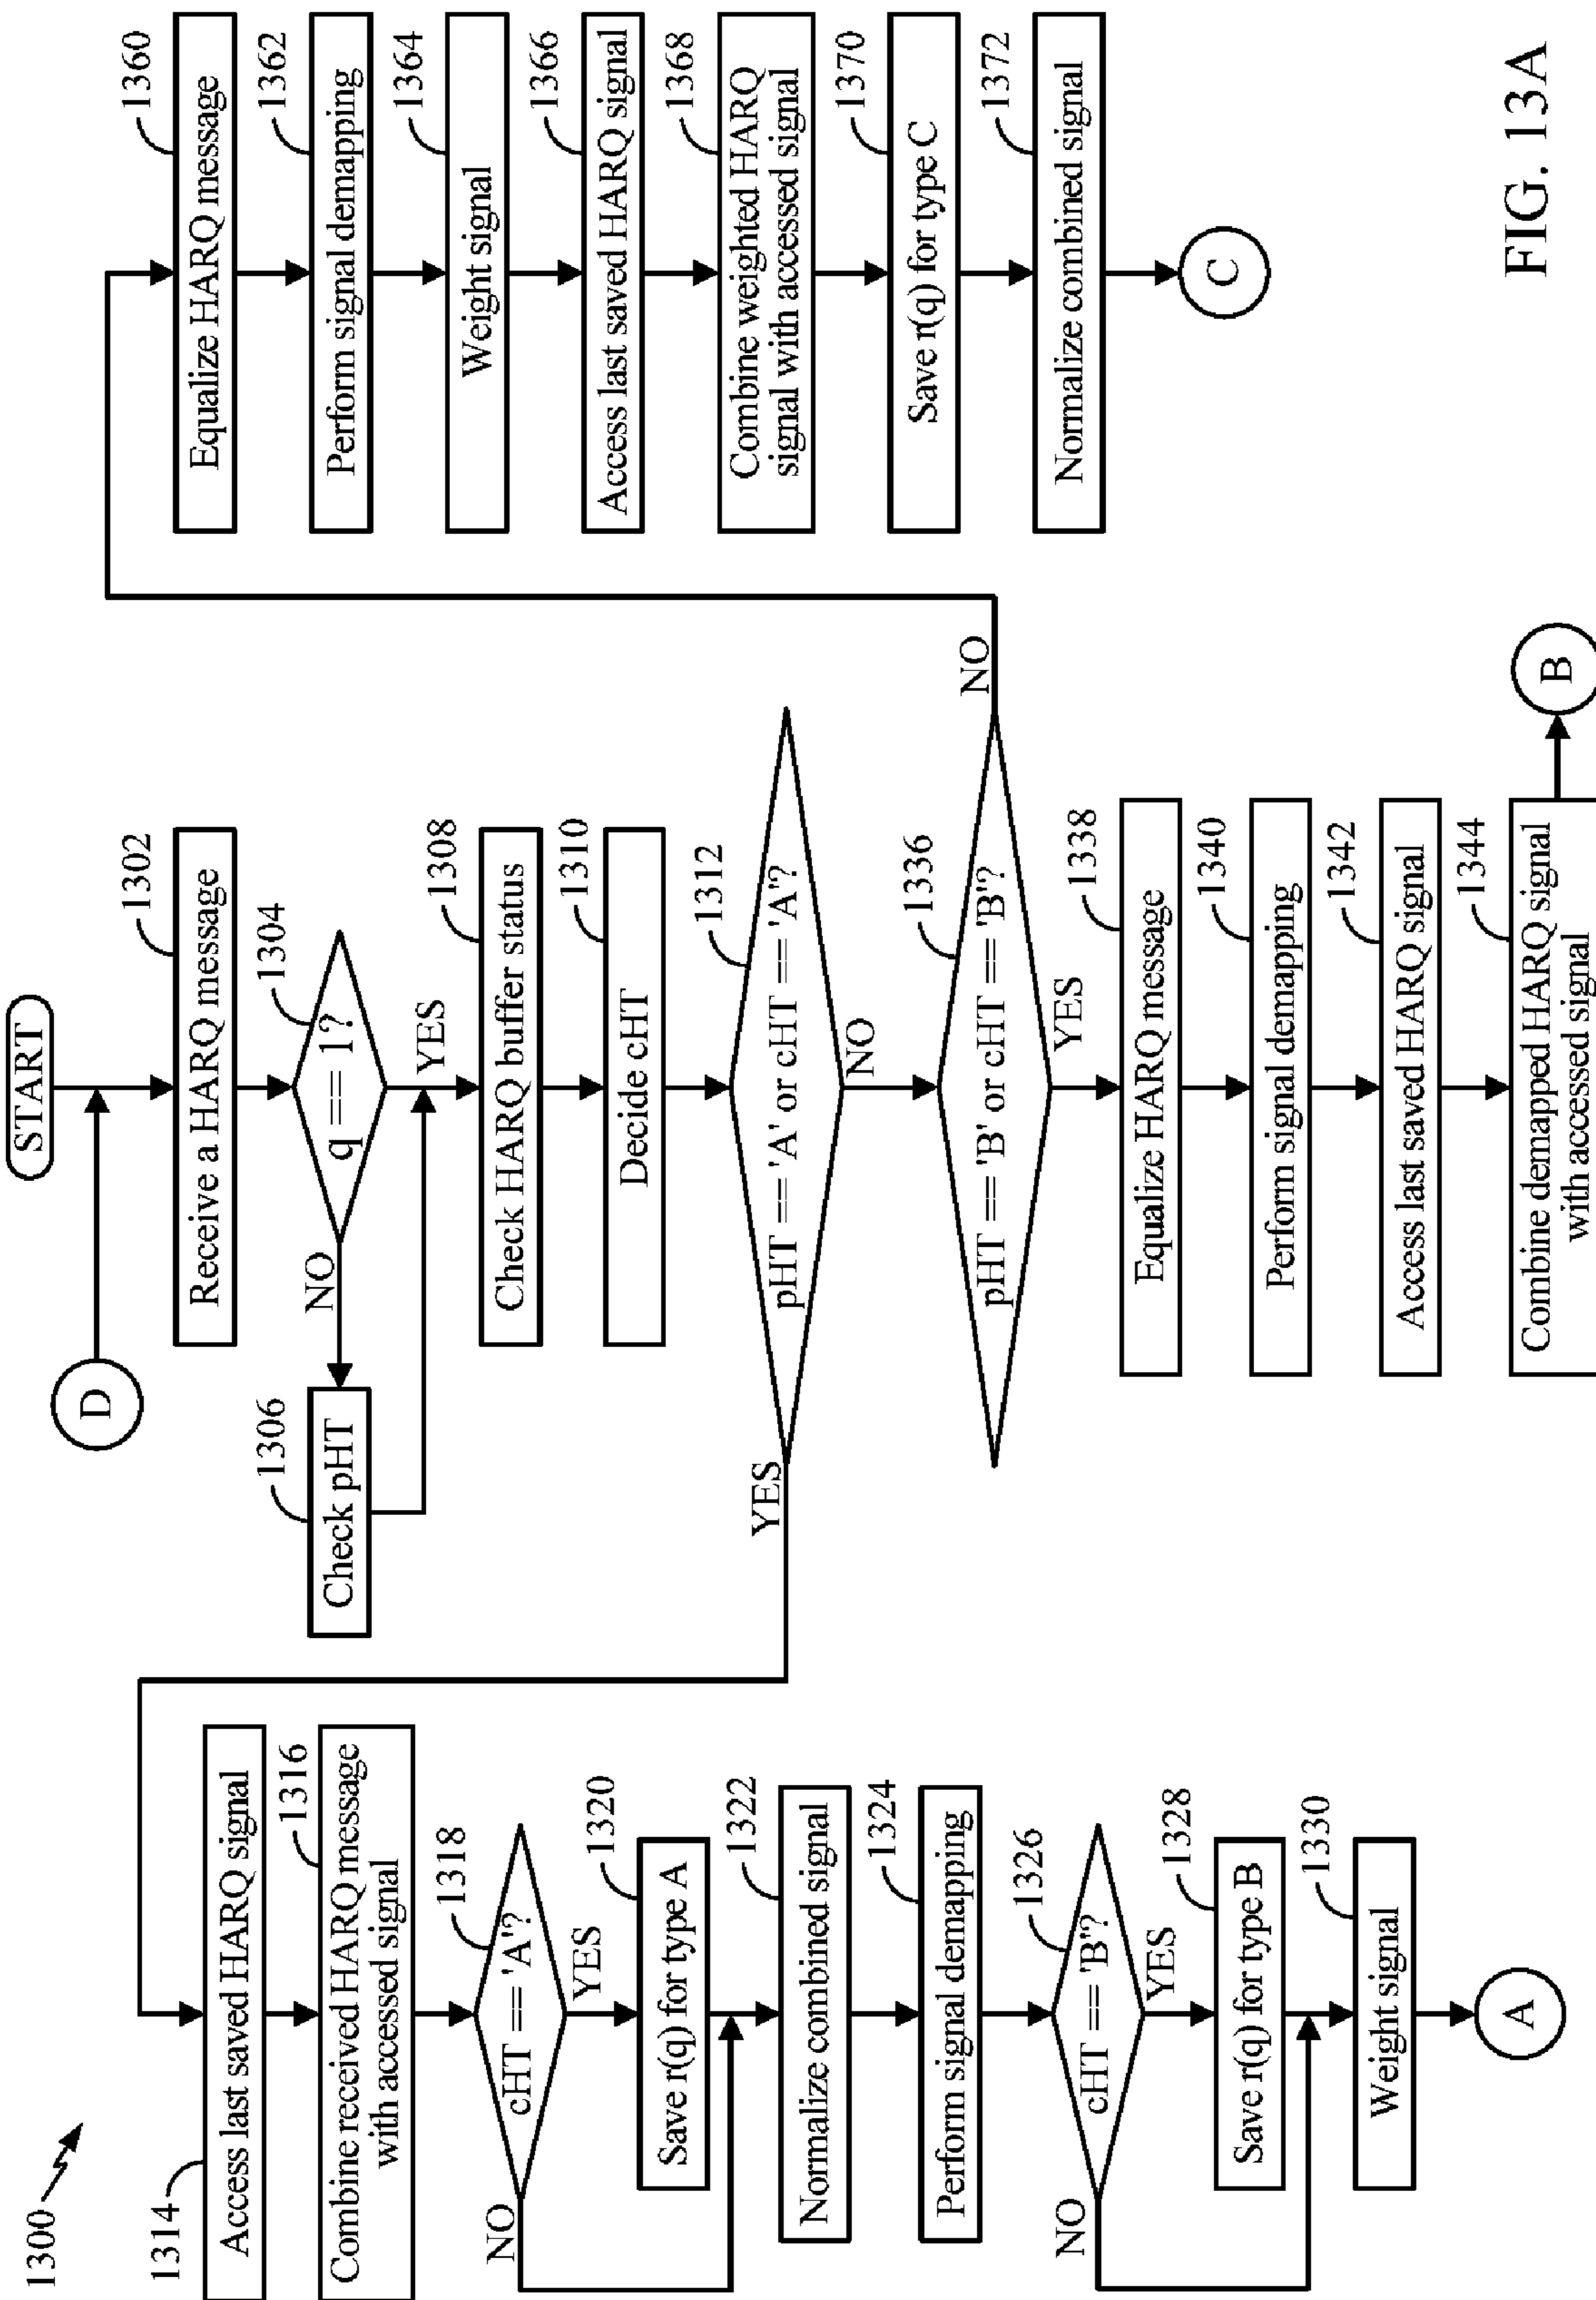 1300
START
D
Receive a HARQ message
1302
q == 1?
1304
NO
YES
Check pHT
1306
Check HARQ buffer status
1308
Decide cHT
1310
pHT == 'A' or cHT == 'A'?
1312
YES
NO
Access last saved HARQ signal
1314
Combine received HARQ message
with accessed signal
1316
cHT == 'A'?
1318
NO
YES
Save r(q) for type A
1320
Normalize combined signal
1322
Perform signal demapping
1324
cHT == 'B'?
1326
NO
YES
Save r(q) for type B
1328
Weight signal
1330
A
pHT == 'B' or cHT == 'B'?
1336
NO
YES
Equalize HARQ message
1338
Perform signal demapping
1340
Access last saved HARQ signal
1342
Combine demapped HARQ signal
with accessed signal
1344
B
Equalize HARQ message
1360
Perform signal demapping
1362
Weight signal
1364
Access last saved HARQ signal
1366
Combine weighted HARQ
signal with accessed signal
1368
Save r(q) for type C
1370
Normalize combined signal
1372
C
FIG. 13A